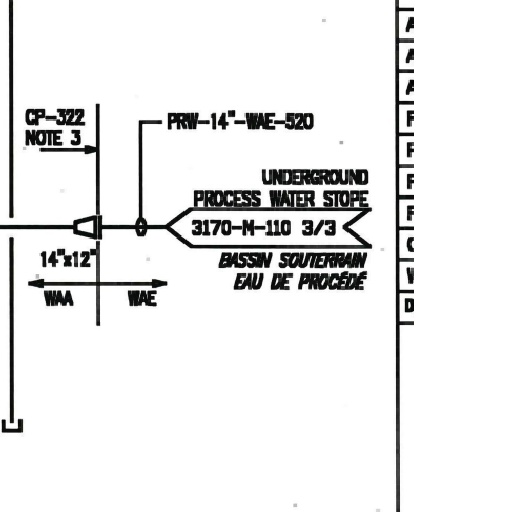 CP-322
NOTE 3
PRW-14"-WAE-520
UNDERGROUND
PROCESS WATER STOPE
3170-M-110 3/3
14"x12"
BASSIN SOUTERRAIN
EAU DE PROCÉDÉ
WAA
WAE
A
A
A
F
F
F
F
C
W
D